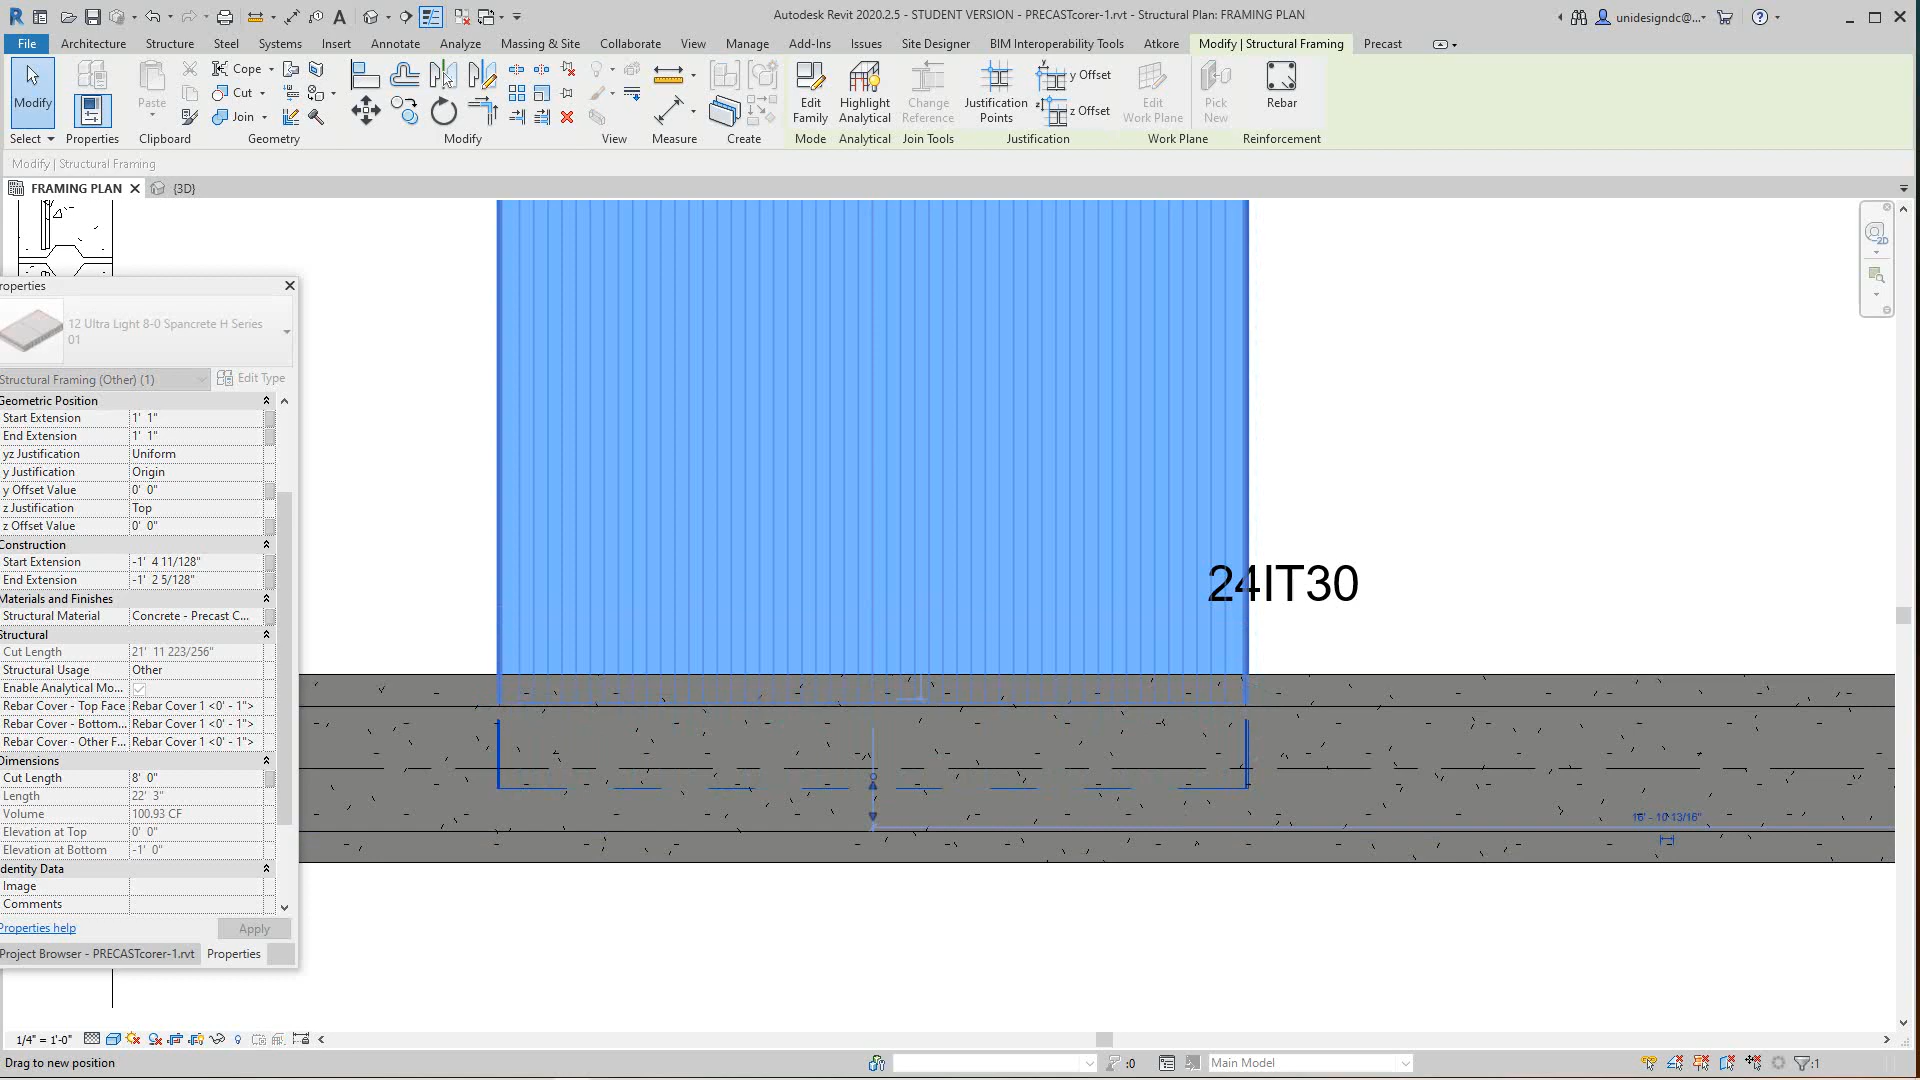 Autodesk Revit 2020.2.5 - STUDENT VERSION - PRECASTcorer-1.rvt - Structural Plan: FRAMING PLAN
unidesigndc@...
File Architecture Structure Steel Systems Insert Annotate Analyze Massing & Site Collaborate View Manage Add-Ins Issues Site Designer BIM Interoperability Tools Atkore Modify | Structural Framing Precast
Modify
Paste
Cope
Cut
Join
Edit Family
Highlight Analytical
Change Reference
Justification Points
y Offset
z Offset
Edit Work Plane
Pick New
Rebar
Select Properties Clipboard Geometry Modify View Measure Create Mode Analytical Join Tools Justification Work Plane Reinforcement
Modify | Structural Framing
FRAMING PLAN {3D}
roperties
12 Ultra Light 8-0 Spancrete H Series
01
Structural Framing (Other) (1) Edit Type
Geometric Position
Start Extension 1' 1"
End Extension 1' 1"
yz Justification Uniform
y Justification Origin
y Offset Value 0' 0"
z Justification Top
z Offset Value 0' 0"
Construction
Start Extension -1' 4 11/128"
End Extension -1' 2 5/128"
Materials and Finishes
Structural Material Concrete - Precast C...
Structural
Cut Length 21' 11 223/256"
Structural Usage Other
Enable Analytical Mo...
Rebar Cover - Top Face Rebar Cover 1 <0' - 1">
Rebar Cover - Bottom... Rebar Cover 1 <0' - 1">
Rebar Cover - Other F... Rebar Cover 1 <0' - 1">
Dimensions
Cut Length 8' 0"
Length 22' 3"
Volume 100.93 CF
Elevation at Top 0' 0"
Elevation at Bottom -1' 0"
dentity Data
Image
Comments
Properties help Apply
Project Browser - PRECASTcorer-1.rvt Properties
24IT30
16' - 10 13/16"
1/4" = 1'-0"
Drag to new position
:0
Main Model
:1